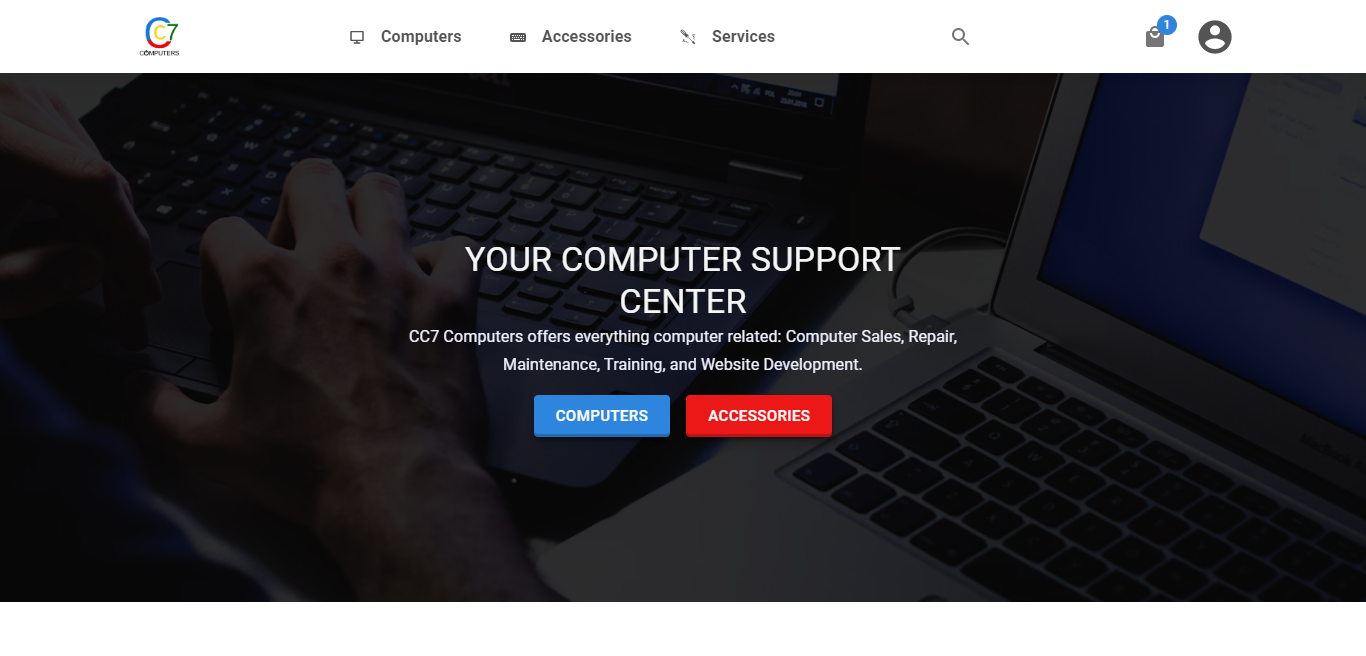 CC7
COMPUTERS
Computers
Accessories
Services
1
YOUR COMPUTER SUPPORT
CENTER
CC7 Computers offers everything computer related: Computer Sales, Repair,
Maintenance, Training, and Website Development.
COMPUTERS
ACCESSORIES